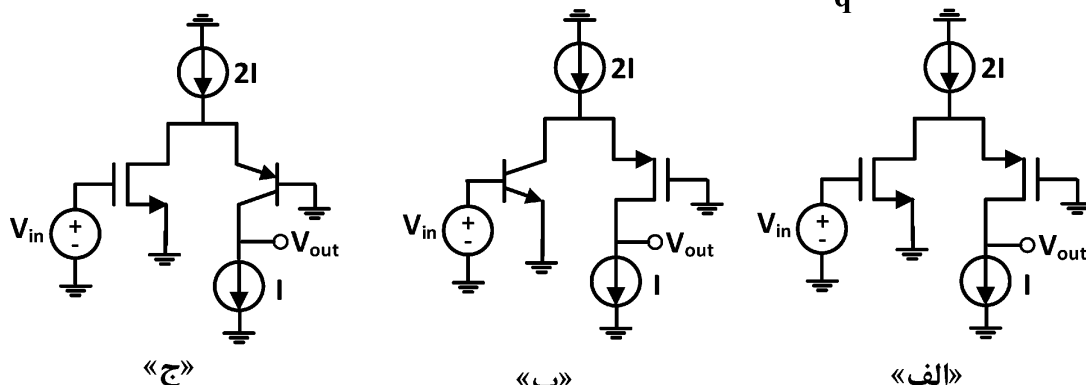 q
2I
2I
2I
Vin
+
-
Vout
I
Vin
+
-
Vout
I
Vin
+
-
Vout
I
«الف»
«ب»
«ج»